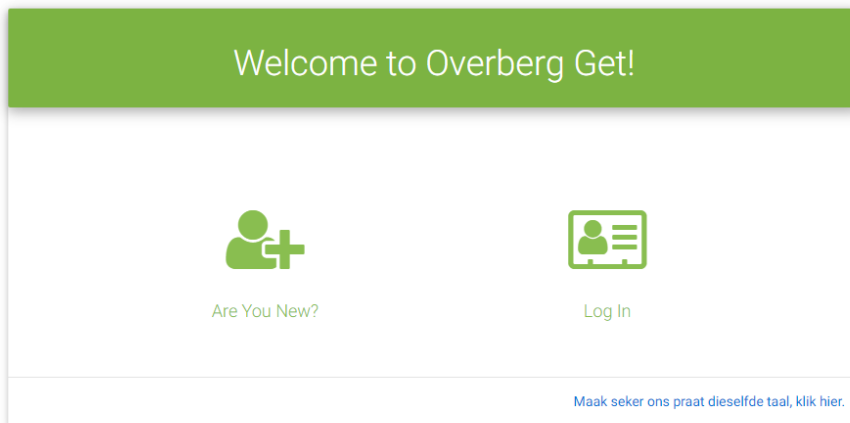 Welcome to Overberg Get!
Are You New?
Log In
Maak seker ons praat dieselfde taal, klik hier.